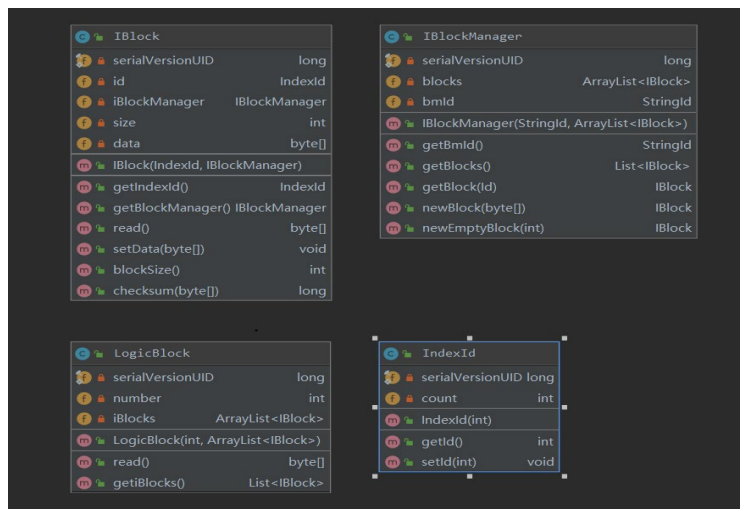 IBlock
serialVersionUID long
id IndexId
iBlockManager IBlockManager
size int
data byte[]
IBlock(IndexId, IBlockManager)
getIndexId() IndexId
getBlockManager() IBlockManager
read() byte[]
setData(byte[]) void
blockSize() int
checksum(byte[]) long
IBlockManager
serialVersionUID long
blocks ArrayList<IBlock>
bmId StringId
IBlockManager(StringId, ArrayList<IBlock>)
getBmId() StringId
getBlocks() List<IBlock>
getBlock(Id) IBlock
newBlock(byte[]) IBlock
newEmptyBlock(int) IBlock
LogicBlock
serialVersionUID long
number int
iBlocks ArrayList<IBlock>
LogicBlock(int, ArrayList<IBlock>)
read() byte[]
getiBlocks() List<IBlock>
IndexId
serialVersionUID long
count int
IndexId(int)
getId() int
setId(int) void